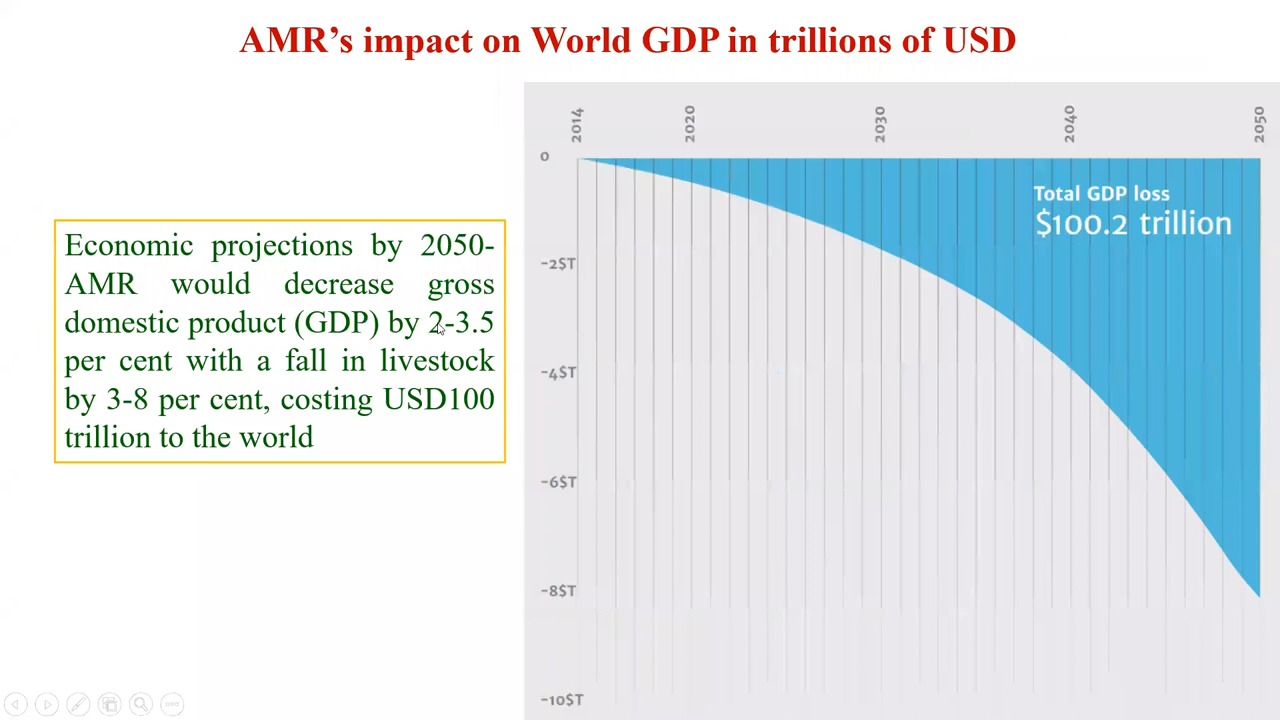 AMR’s impact on World GDP in trillions of USD
Economic projections by 2050-
AMR would decrease gross
domestic product (GDP) by 2-3.5
per cent with a fall in livestock
by 3-8 per cent, costing USD100
trillion to the world
2014
2020
2030
2040
2050
0
-2$T
-4$T
-6$T
-8$T
-10$T
Total GDP loss
$100.2 trillion